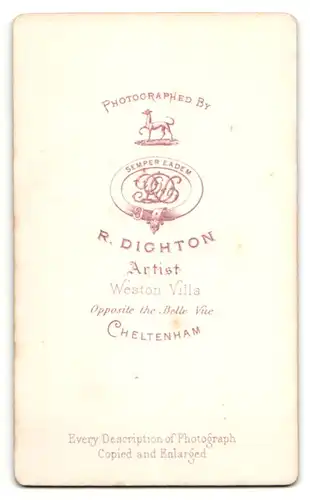 PHOTOGRAPHED BY
SEMPER EADEM
R. DIGHTON
Artist
Weston Villa
Opposite the Belle Vue
CHELTENHAM
Every Description of Photograph
Copied and Enlarged